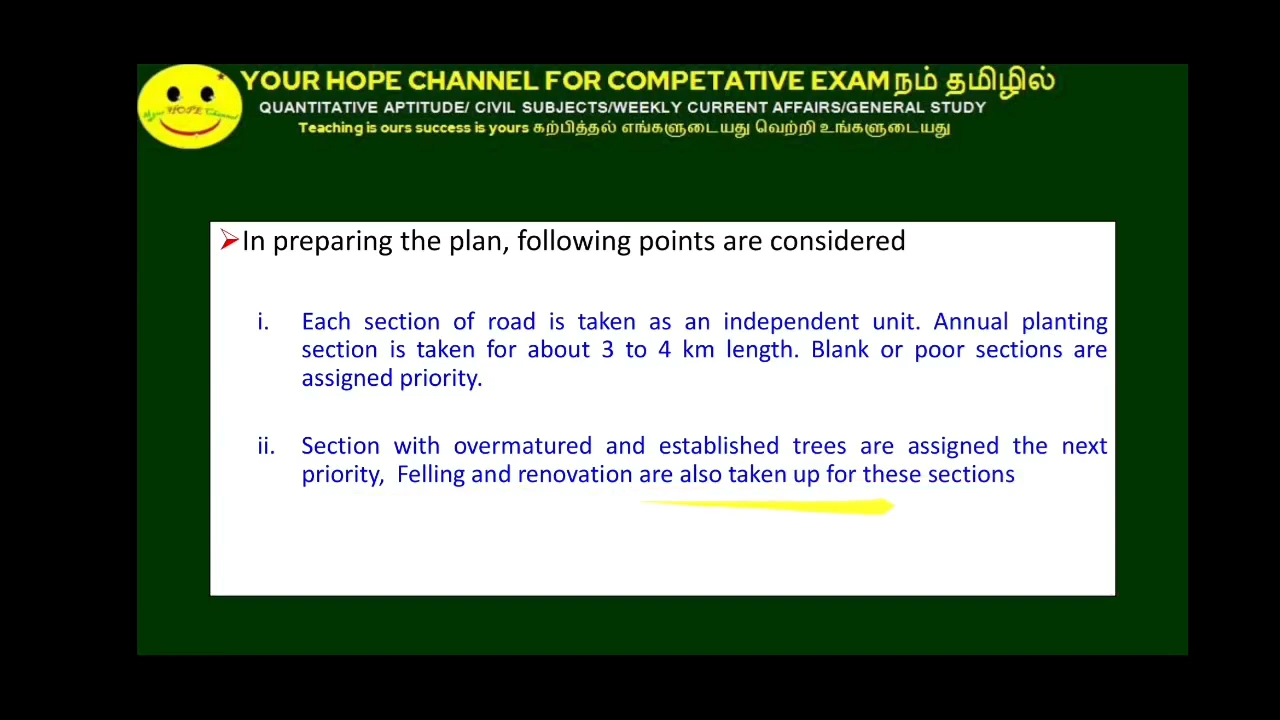 YOUR HOPE CHANNEL FOR COMPETATIVE EXAM நம் தமிழில்
QUANTITATIVE APTITUDE/ CIVIL SUBJECTS/WEEKLY CURRENT AFFAIRS/GENERAL STUDY
Teaching is ours success is yours கற்பித்தல் எங்களுடையது வெற்றி உங்களுடையது
Your HOPE Channel
➢In preparing the plan, following points are considered
i. Each section of road is taken as an independent unit. Annual planting
section is taken for about 3 to 4 km length. Blank or poor sections are
assigned priority.
ii. Section with overmatured and established trees are assigned the next
priority, Felling and renovation are also taken up for these sections